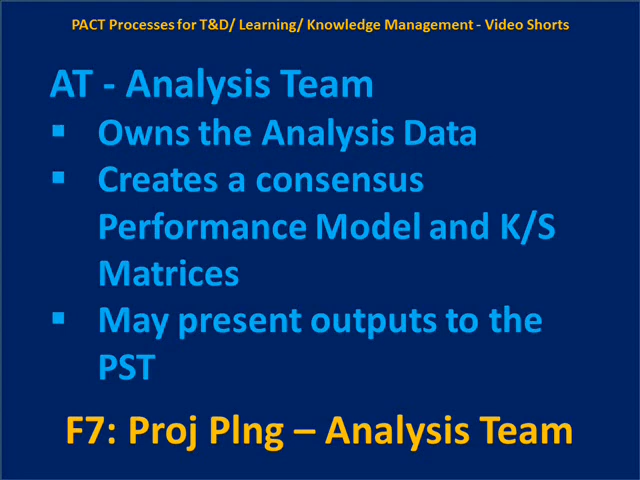 PACT Processes for T&D/ Learning/ Knowledge Management - Video Shorts
AT - Analysis Team
▪ Owns the Analysis Data
▪ Creates a consensus
Performance Model and K/S
Matrices
▪ May present outputs to the
PST
F7: Proj Plng – Analysis Team